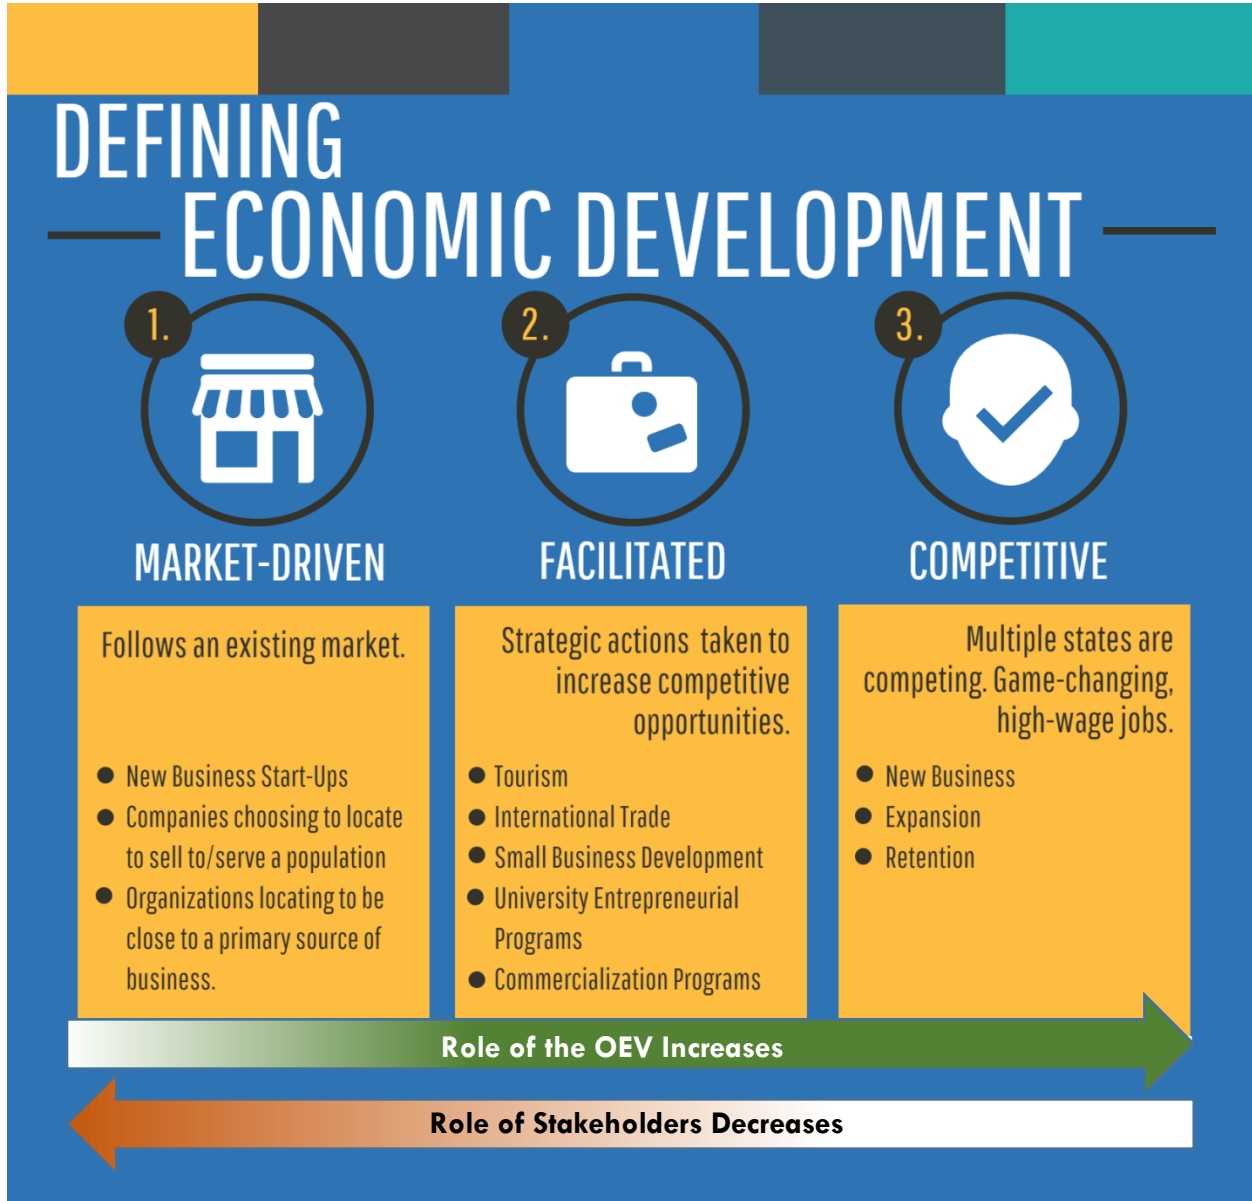 DEFINING
ECONOMIC DEVELOPMENT
1.
MARKET-DRIVEN
Follows an existing market.
● New Business Start-Ups
● Companies choosing to locate
to sell to/serve a population
● Organizations locating to be
close to a primary source of
business.
2.
FACILITATED
Strategic actions taken to
increase competitive
opportunities.
● Tourism
● International Trade
● Small Business Development
● University Entrepreneurial
Programs
● Commercialization Programs
3.
COMPETITIVE
Multiple states are
competing. Game-changing,
high-wage jobs.
● New Business
● Expansion
● Retention
Role of the OEV Increases
Role of Stakeholders Decreases